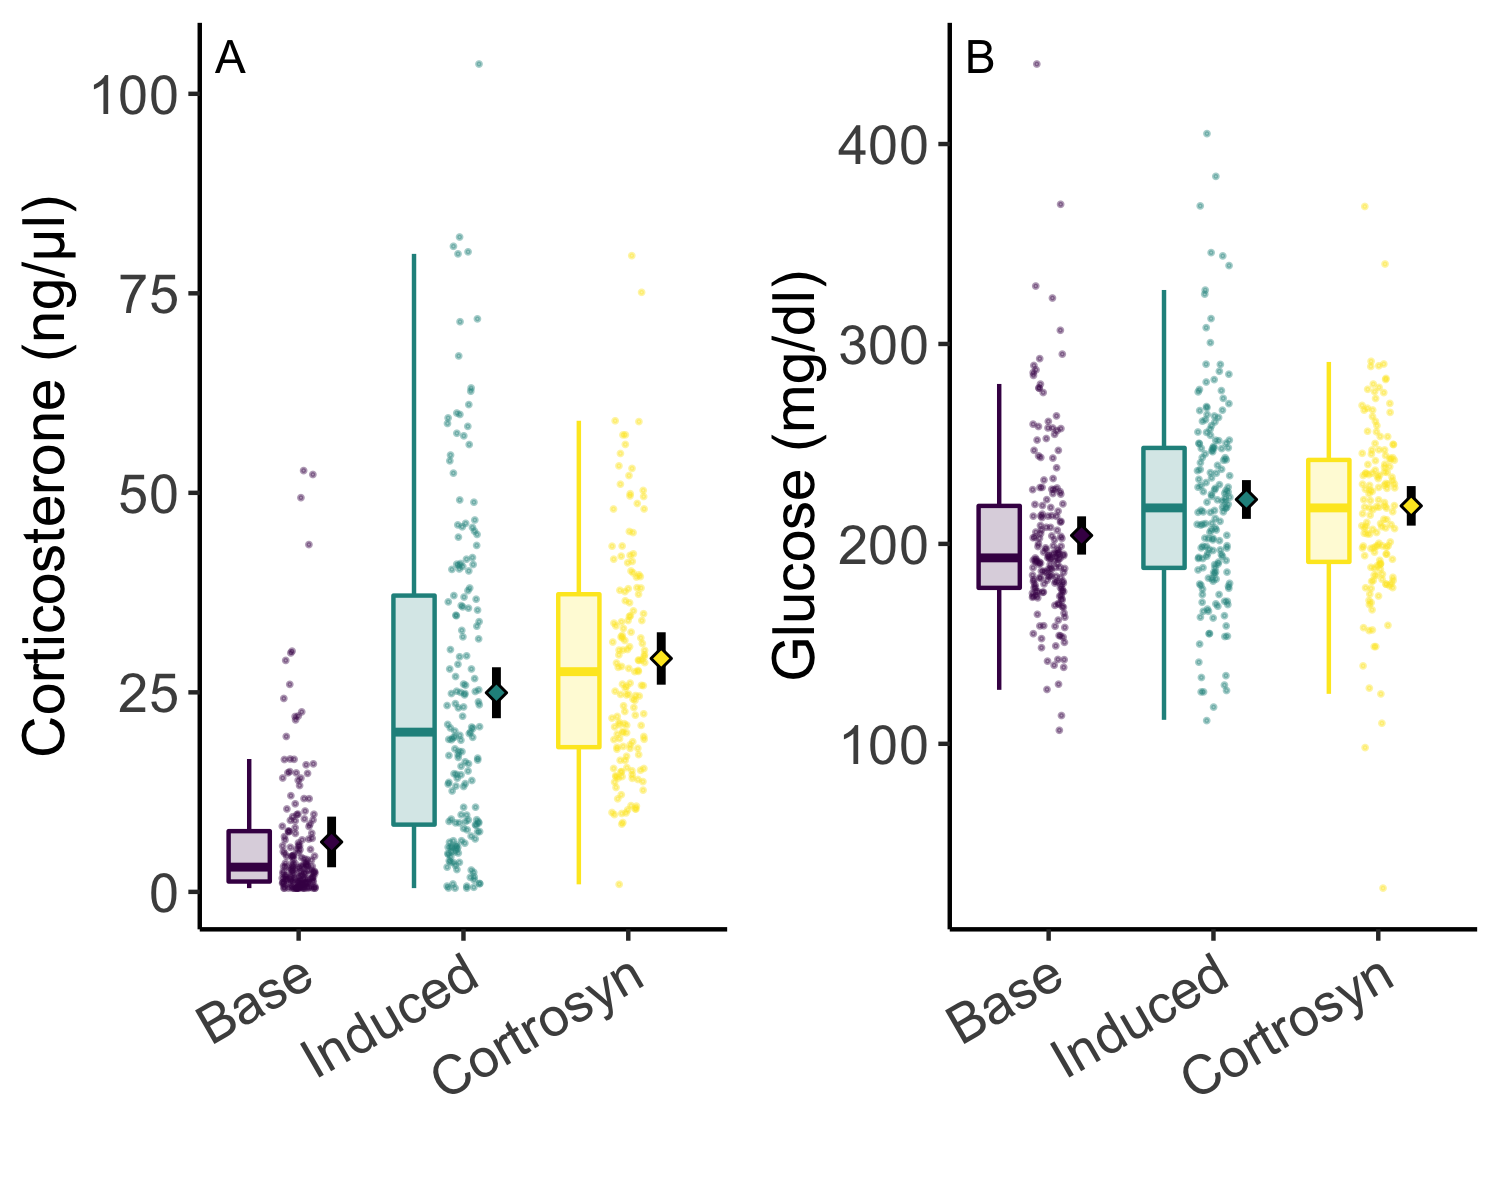 A
Corticosterone (ng/μl)
100
75
50
25
0
Base
Induced
Cortrosyn
B
Glucose (mg/dl)
400
300
200
100
Base
Induced
Cortrosyn